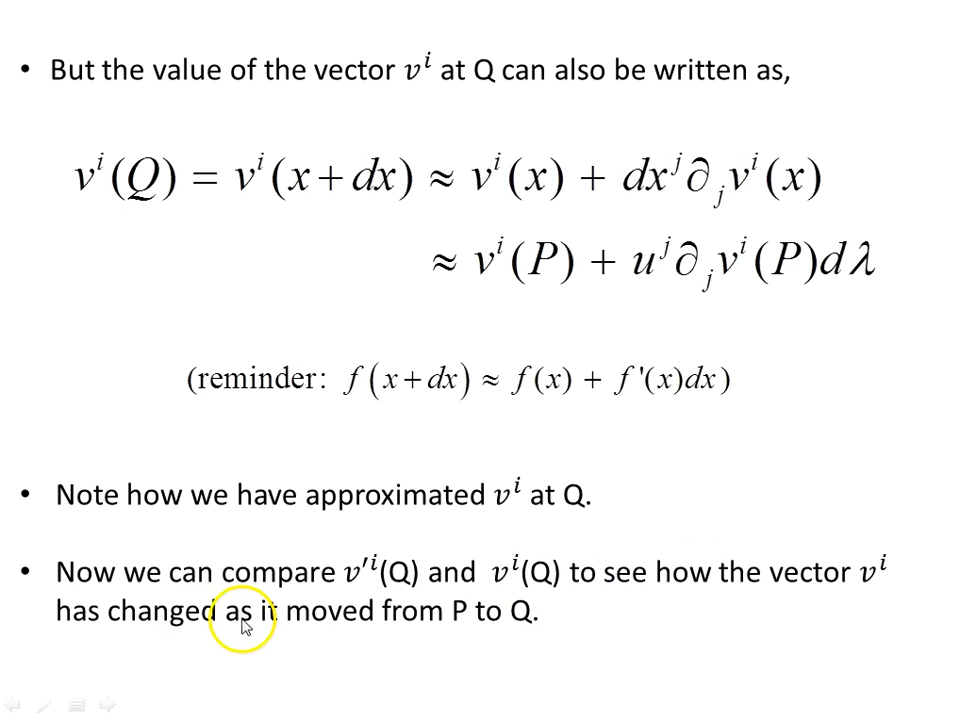 • But the value of the vector vⁱ at Q can also be written as,
vⁱ(Q) = vⁱ(x + dx) ≈ vⁱ(x) + dxʲ∂ⱼvⁱ(x)
≈ vⁱ(P) + uʲ∂ⱼvⁱ(P)dλ
(reminder: f(x + dx) ≈ f(x) + f'(x)dx)
• Note how we have approximated vⁱ at Q.
• Now we can compare v′ⁱ(Q) and vⁱ(Q) to see how the vector vⁱ
has changed as it moved from P to Q.